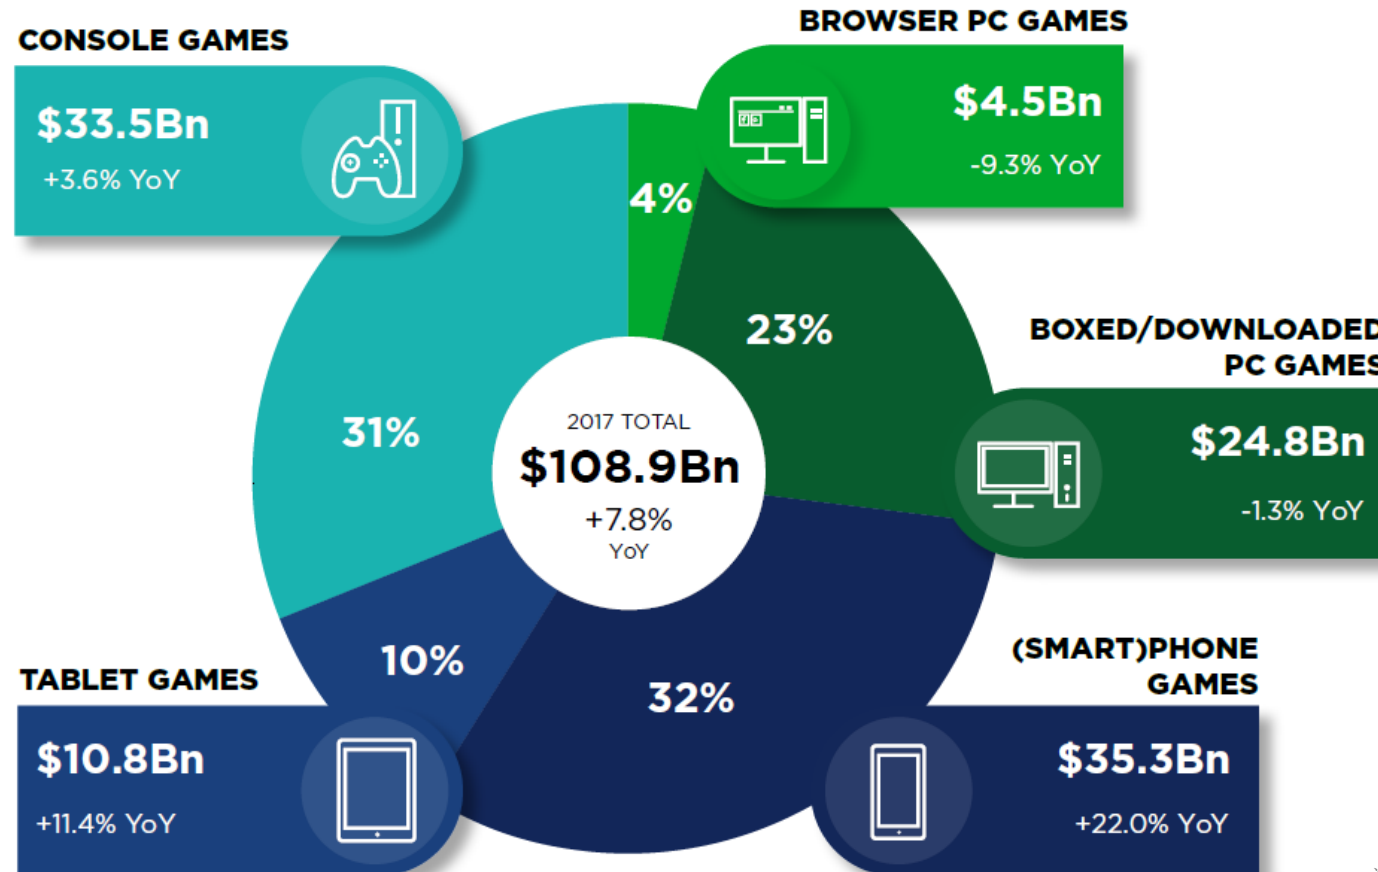 CONSOLE GAMES
$33.5Bn
+3.6% YoY
BROWSER PC GAMES
$4.5Bn
-9.3% YoY
4%
23%
BOXED/DOWNLOADED
PC GAMES
$24.8Bn
-1.3% YoY
31%
2017 TOTAL
$108.9Bn
+7.8%
YoY
10%
32%
TABLET GAMES
$10.8Bn
+11.4% YoY
(SMART)PHONE
GAMES
$35.3Bn
+22.0% YoY